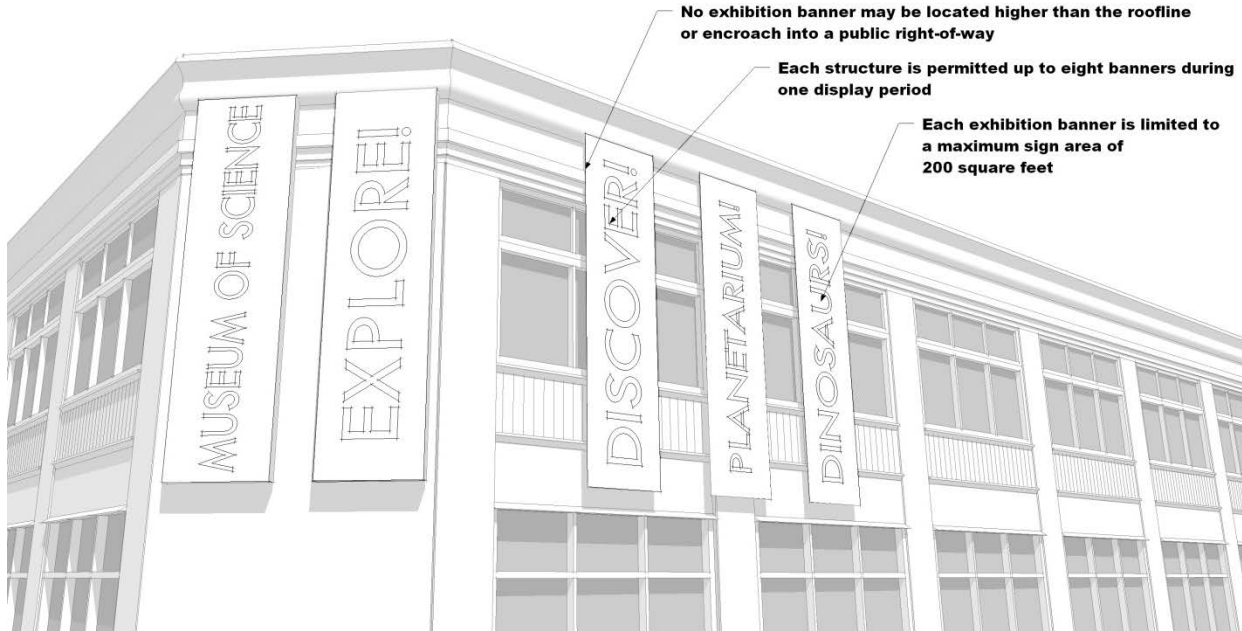 No exhibition banner may be located higher than the roofline
or encroach into a public right-of-way
Each structure is permitted up to eight banners during
one display period
Each exhibition banner is limited to
a maximum sign area of
200 square feet
MUSEUM OF SCIENCE
EXPLORE!
DISCOVER!
PLANETARIUM!
DINOSAURS!